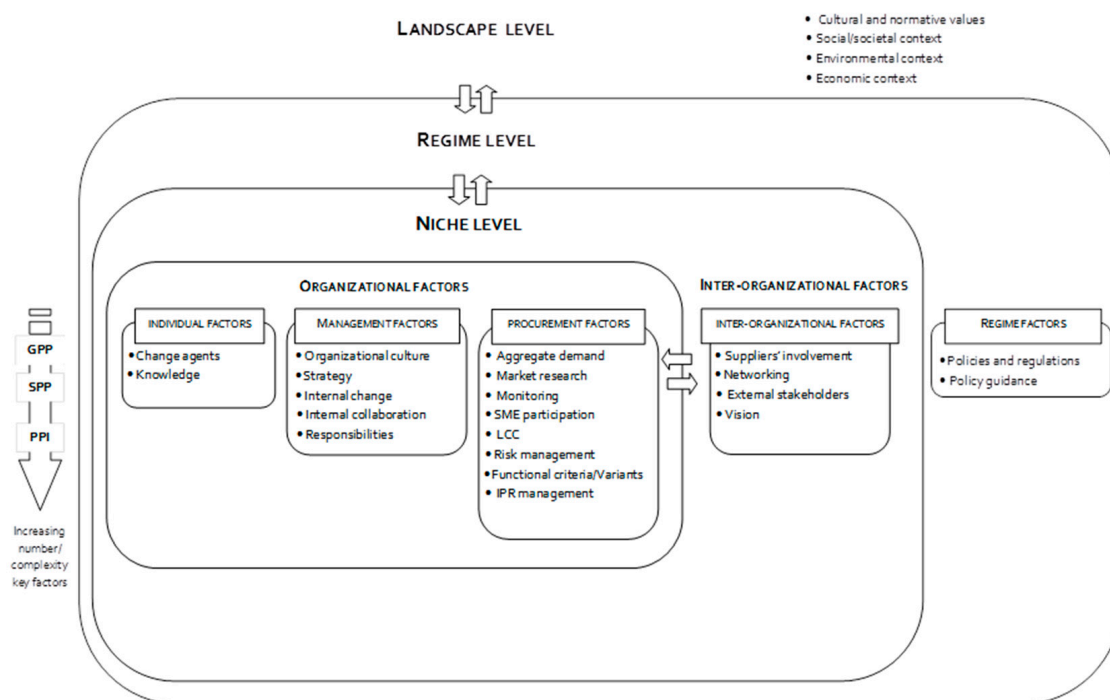 LANDSCAPE LEVEL
• Cultural and normative values
• Social/societal context
• Environmental context
• Economic context
REGIME LEVEL
NICHE LEVEL
ORGANIZATIONAL FACTORS
INTER-ORGANIZATIONAL FACTORS
INDIVIDUAL FACTORS
• Change agents
• Knowledge
MANAGEMENT FACTORS
• Organizational culture
• Strategy
• Internal change
• Internal collaboration
• Responsibilities
PROCUREMENT FACTORS
• Aggregate demand
• Market research
• Monitoring
• SME participation
• LCC
• Risk management
• Functional criteria/Variants
• IPR management
INTER-ORGANIZATIONAL FACTORS
• Suppliers' involvement
• Networking
• External stakeholders
• Vision
REGIME FACTORS
• Policies and regulations
• Policy guidance
GPP
SPP
PPI
Increasing
number/
complexity
key factors